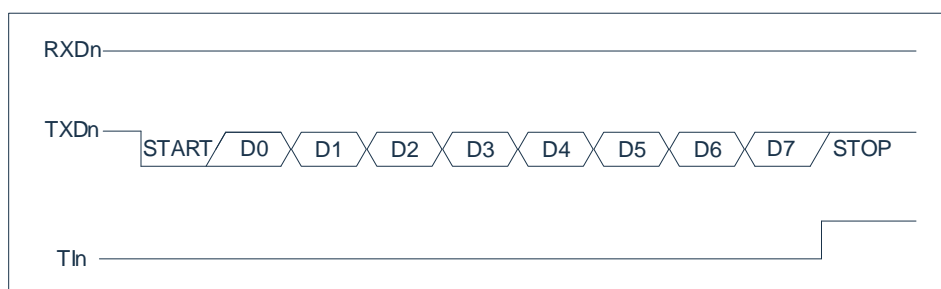 RXDn
TXDn
START D0 D1 D2 D3 D4 D5 D6 D7 STOP
TIn